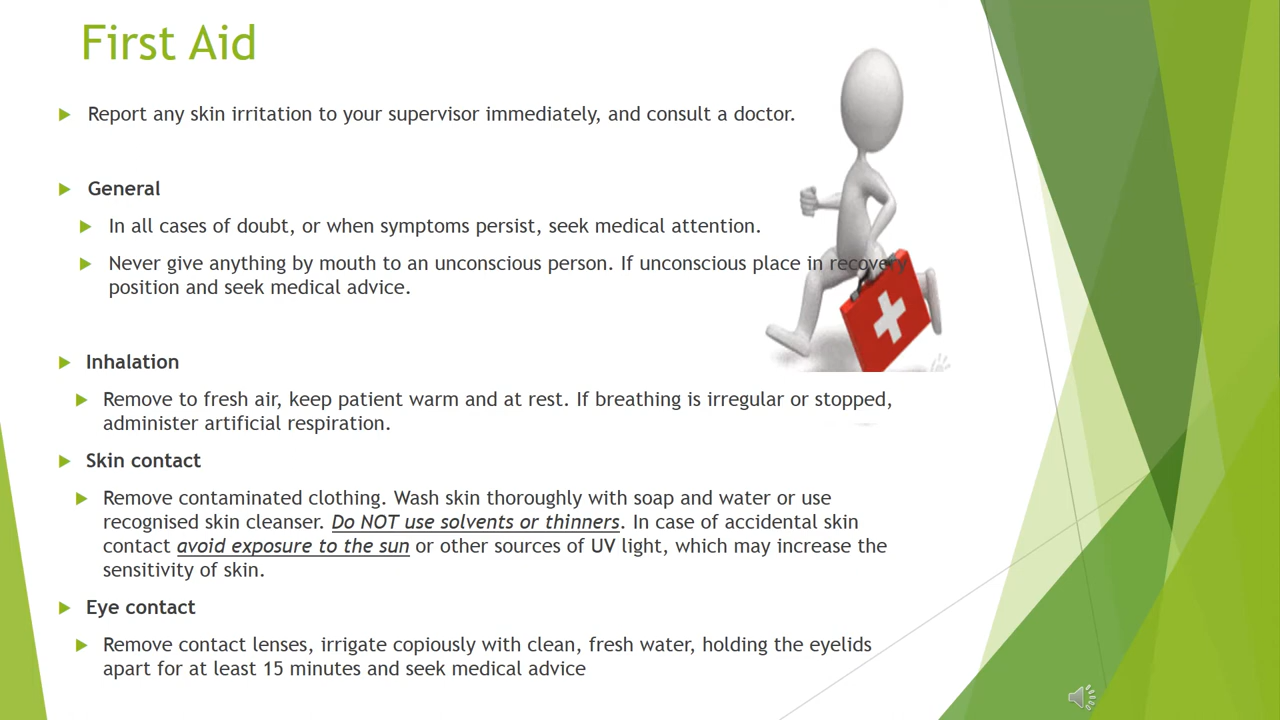 First Aid
Report any skin irritation to your supervisor immediately, and consult a doctor.
General
In all cases of doubt, or when symptoms persist, seek medical attention.
Never give anything by mouth to an unconscious person. If unconscious place in recovery
position and seek medical advice.
Inhalation
Remove to fresh air, keep patient warm and at rest. If breathing is irregular or stopped,
administer artificial respiration.
Skin contact
Remove contaminated clothing. Wash skin thoroughly with soap and water or use
recognised skin cleanser. Do NOT use solvents or thinners. In case of accidental skin
contact avoid exposure to the sun or other sources of UV light, which may increase the
sensitivity of skin.
Eye contact
Remove contact lenses, irrigate copiously with clean, fresh water, holding the eyelids
apart for at least 15 minutes and seek medical advice